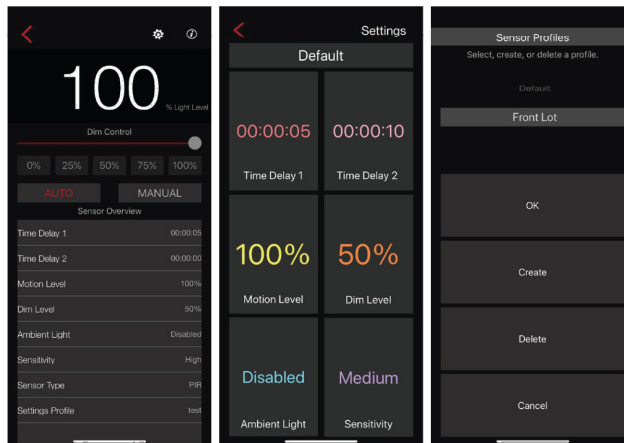 100
% Light Level
Dim Control
0% 25% 50% 75% 100%
AUTO MANUAL
Sensor Overview
Time Delay 1 00:00:05
Time Delay 2 00:00:00
Motion Level 100%
Dim Level 50%
Ambient Light Disabled
Sensitivity High
Sensor Type PIR
Settings Profile test
Settings
Default
00:00:05 00:00:10
Time Delay 1 Time Delay 2
100% 50%
Motion Level Dim Level
Disabled Medium
Ambient Light Sensitivity
Sensor Profiles
Select, create, or delete a profile.
Default
Front Lot
OK
Create
Delete
Cancel